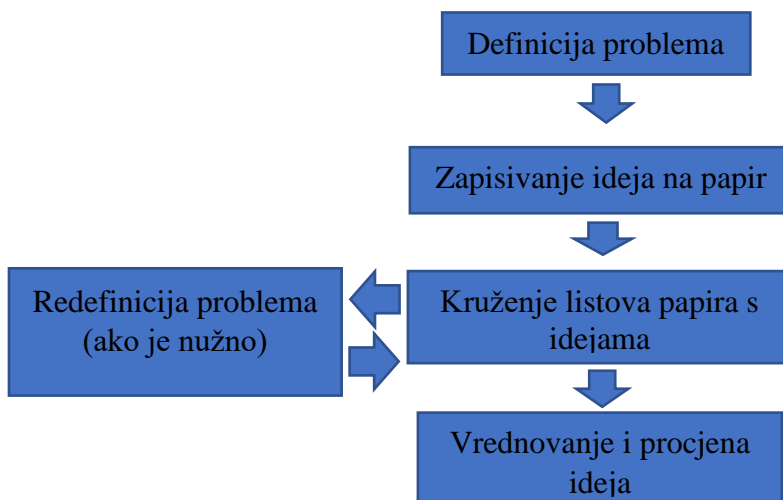 Definicija problema
Zapisivanje ideja na papir
Redefinicija problema
(ako je nužno)
Kruženje listova papira s
idejama
Vrednovanje i procjena
ideja